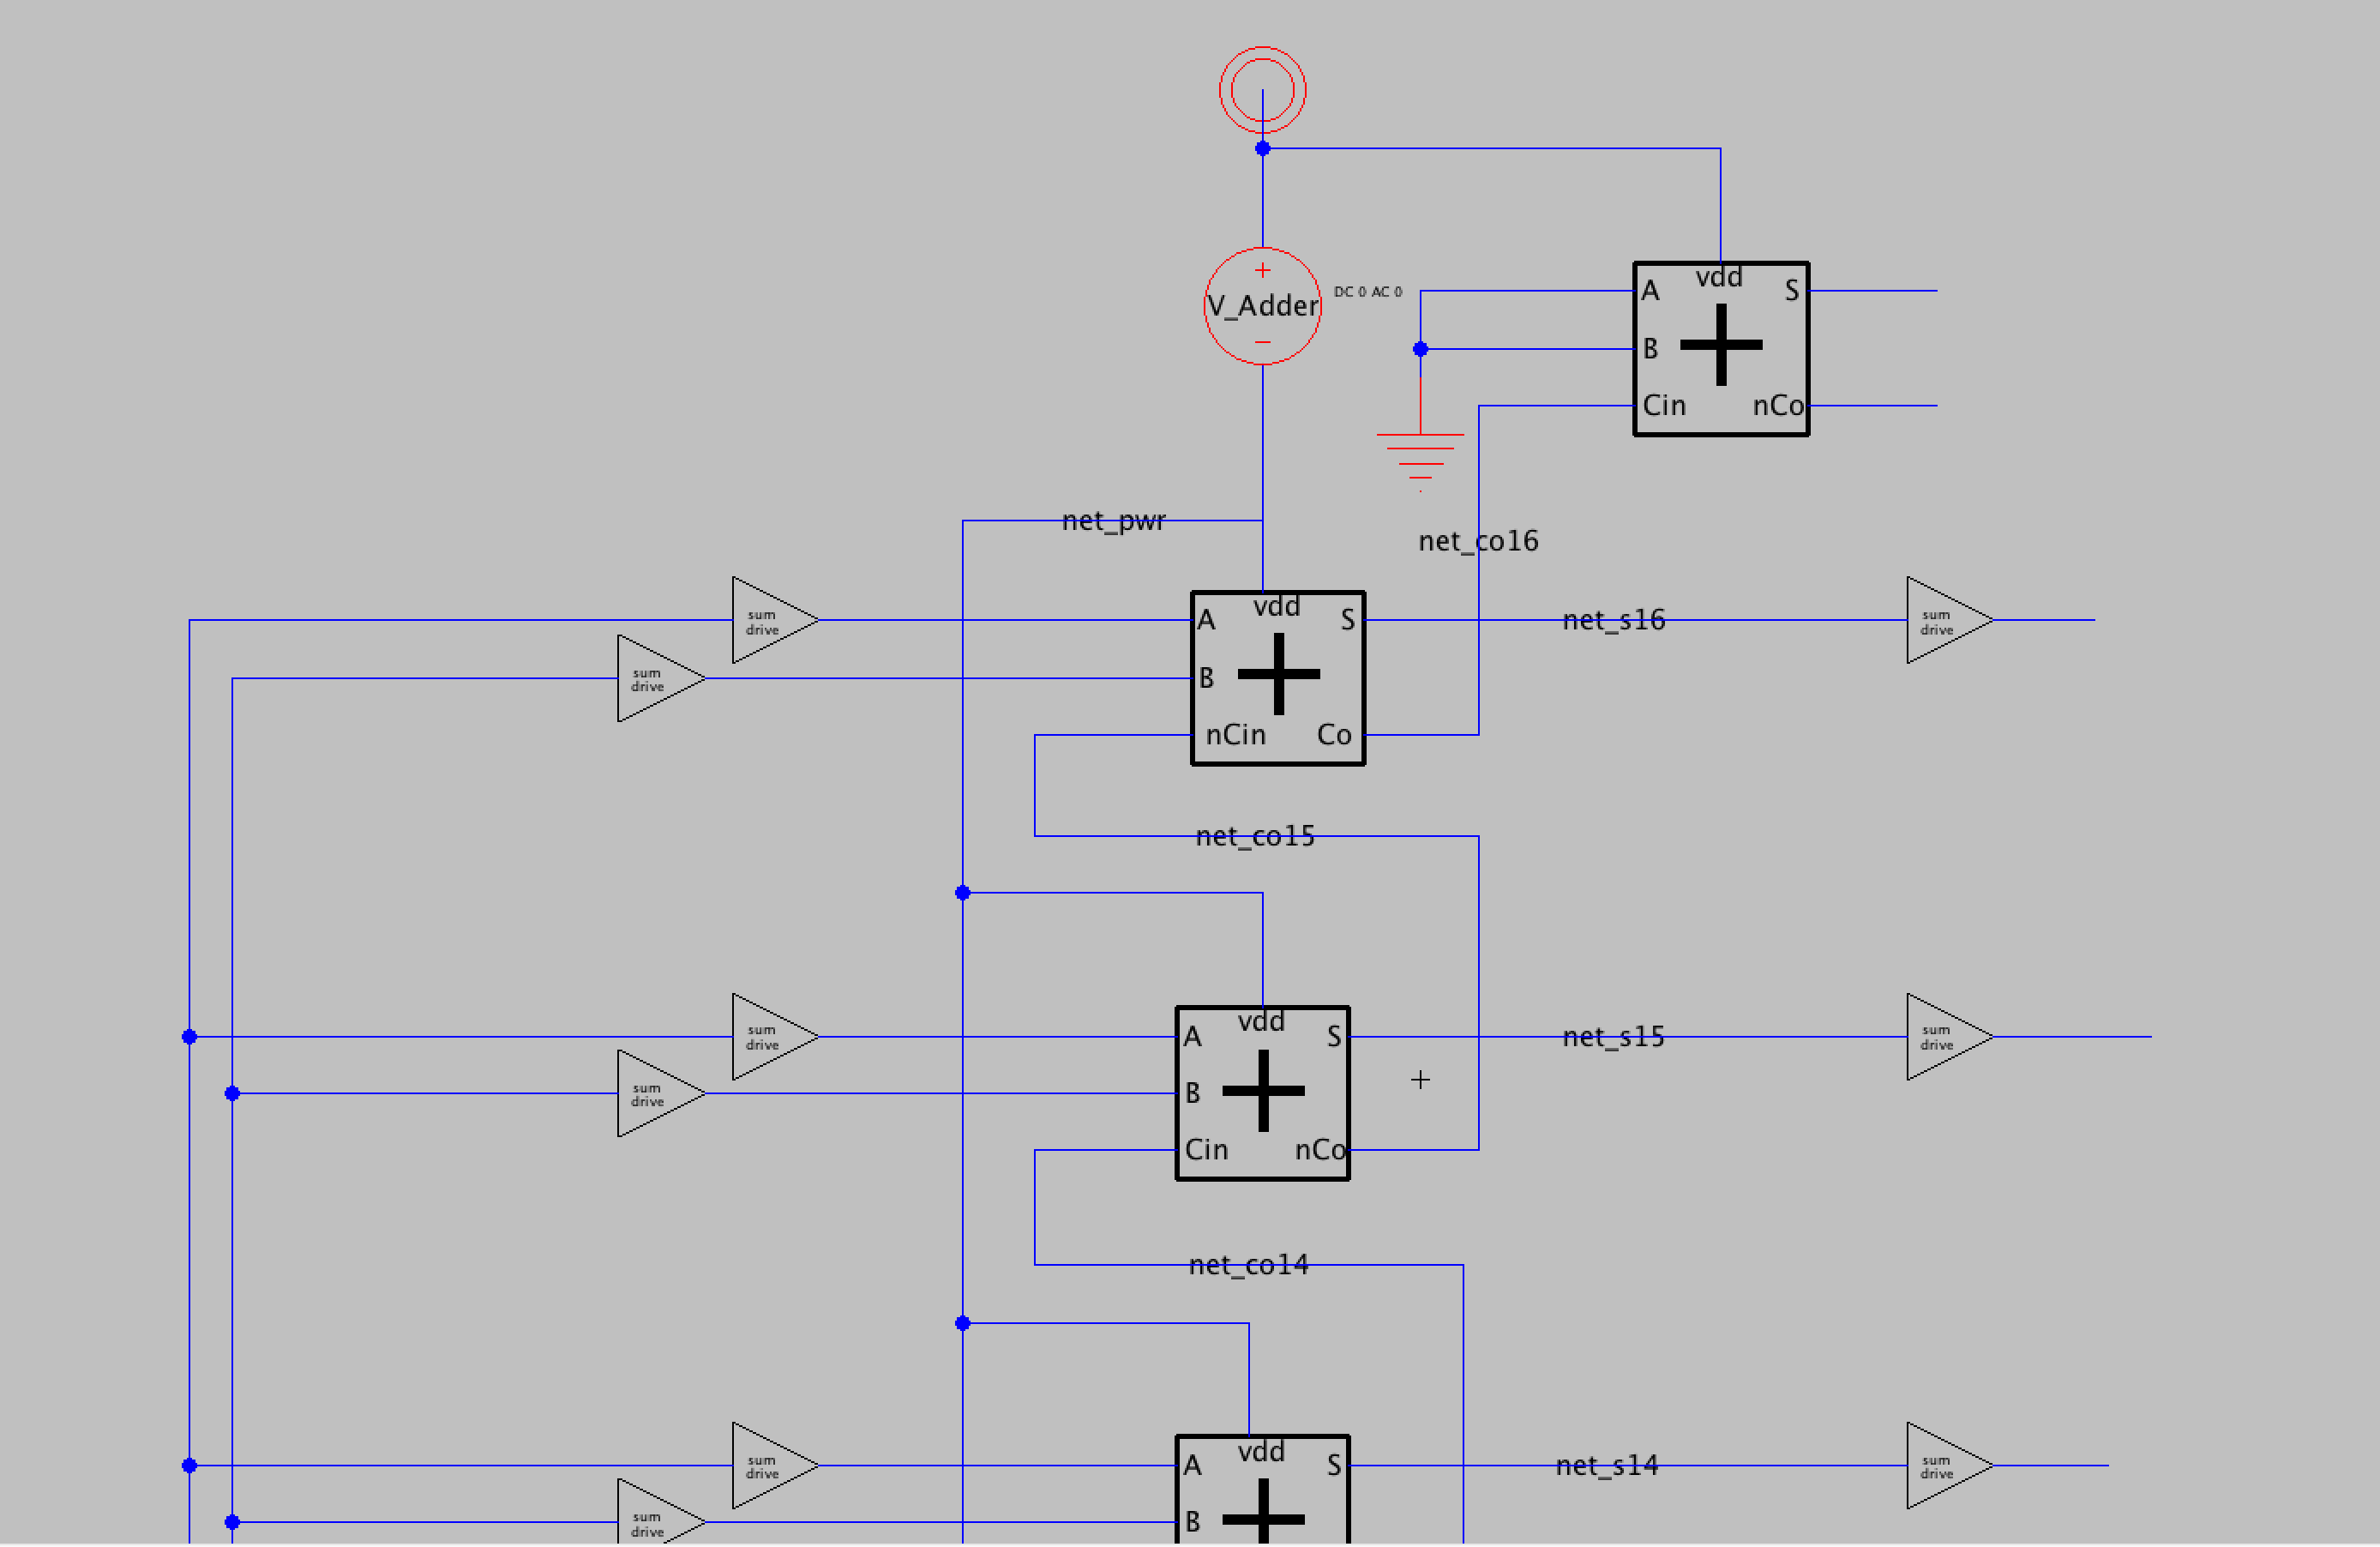 vdd
V_Adder
DC 0 AC 0
A
S
B
Cin
nCo
net_pwr
net_co16
vdd
sum
drive
A
S
net_s16
sum
drive
sum
drive
B
nCin
Co
net_co15
vdd
sum
drive
A
S
net_s15
sum
drive
sum
drive
B
Cin
nCo
net_co14
vdd
sum
drive
A
S
net_s14
sum
drive
sum
drive
B